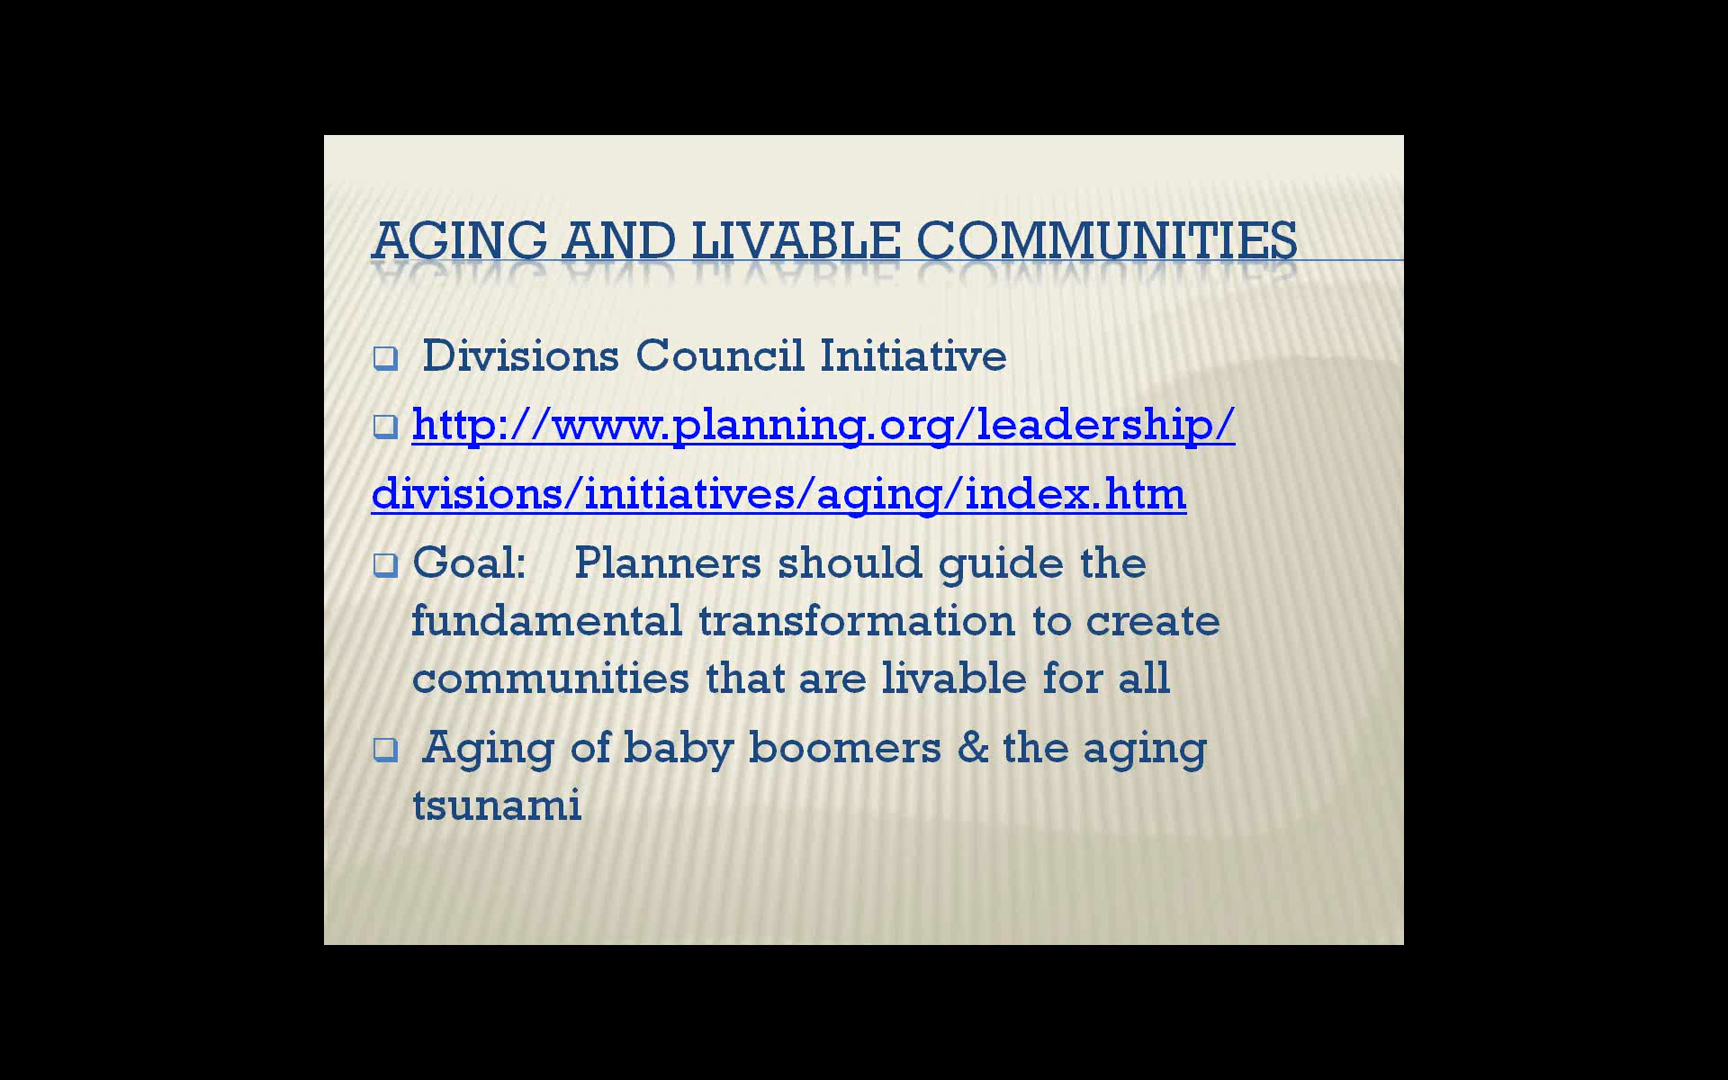 AGING AND LIVABLE COMMUNITIES
Divisions Council Initiative
http://www.planning.org/leadership/
divisions/initiatives/aging/index.htm
Goal: Planners should guide the
fundamental transformation to create
communities that are livable for all
Aging of baby boomers & the aging
tsunami